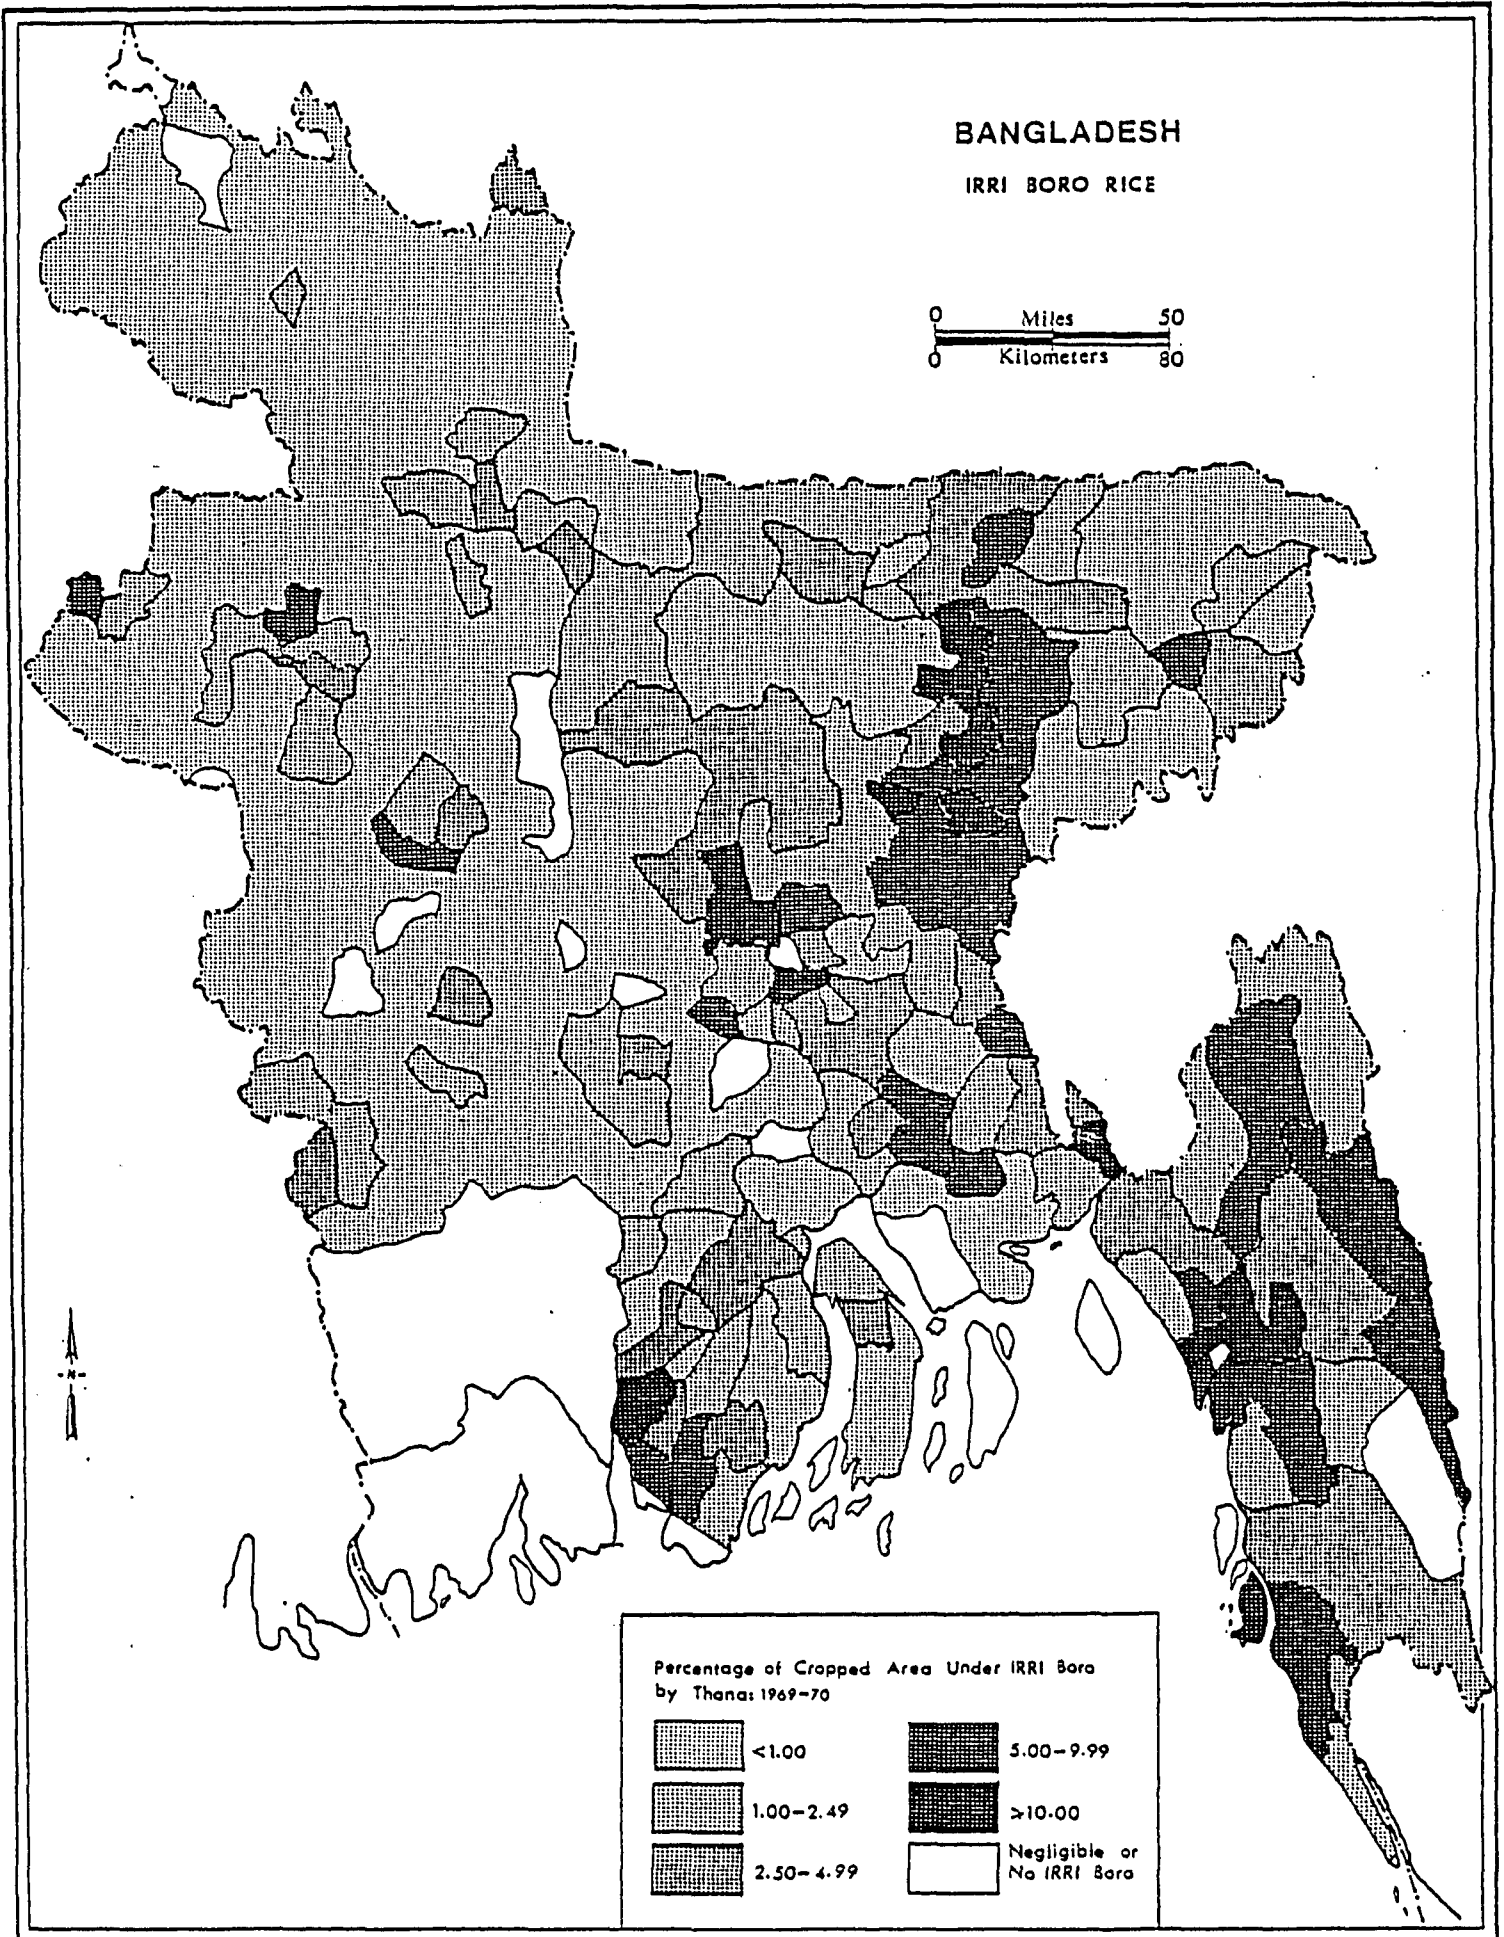 BANGLADESH
IRRI BORO RICE
0 Miles 50
0 Kilometers 80
-N-
Percentage of Cropped Area Under IRRI Boro
by Thana: 1969-70
<1.00
1.00-2.49
2.50-4.99
5.00-9.99
>10.00
Negligible or
No IRRI Boro